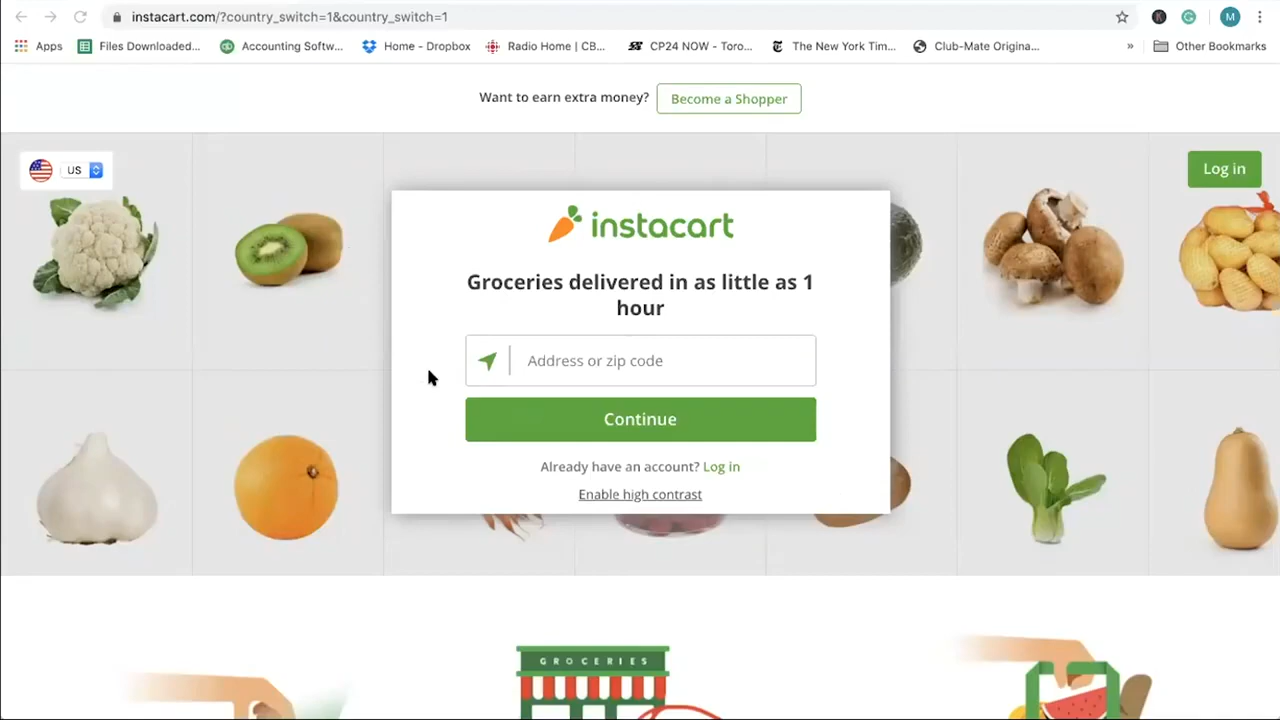 instacart.com/?country_switch=1&country_switch=1
K
M
Apps
Files Downloaded...
Accounting Softw...
Home - Dropbox
Radio Home | CB...
CP24 NOW - Toro...
The New York Tim...
Club-Mate Origina...
»
Other Bookmarks
Want to earn extra money?
Become a Shopper
US
Log in
instacart
Groceries delivered in as little as 1
hour
Address or zip code
Continue
Already have an account? Log in
Enable high contrast
GROCERIES